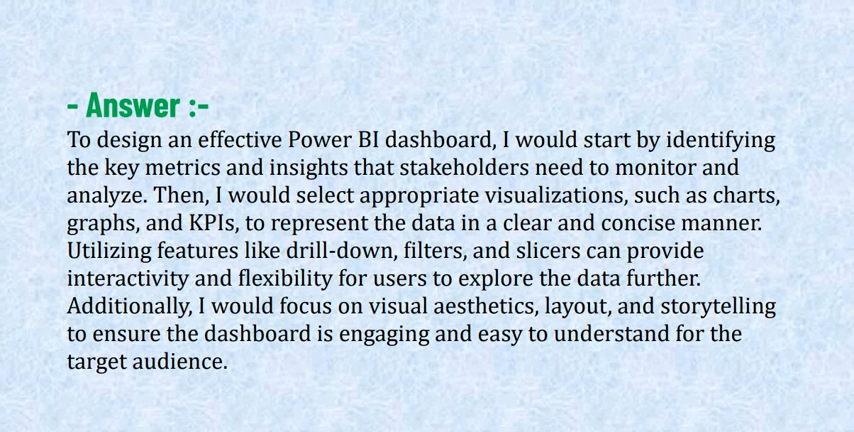 - Answer :-
To design an effective Power BI dashboard, I would start by identifying
the key metrics and insights that stakeholders need to monitor and
analyze. Then, I would select appropriate visualizations, such as charts,
graphs, and KPIs, to represent the data in a clear and concise manner.
Utilizing features like drill-down, filters, and slicers can provide
interactivity and flexibility for users to explore the data further.
Additionally, I would focus on visual aesthetics, layout, and storytelling
to ensure the dashboard is engaging and easy to understand for the
target audience.